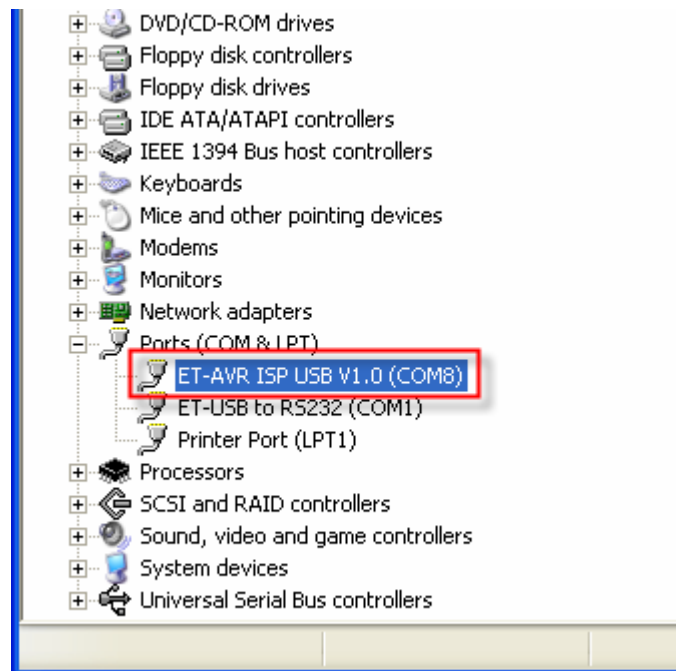 DVD/CD-ROM drives
Floppy disk controllers
Floppy disk drives
IDE ATA/ATAPI controllers
IEEE 1394 Bus host controllers
Keyboards
Mice and other pointing devices
Modems
Monitors
Network adapters
Ports (COM & LPT)
ET-AVR ISP USB V1.0 (COM8)
ET-USB to RS232 (COM1)
Printer Port (LPT1)
Processors
SCSI and RAID controllers
Sound, video and game controllers
System devices
Universal Serial Bus controllers